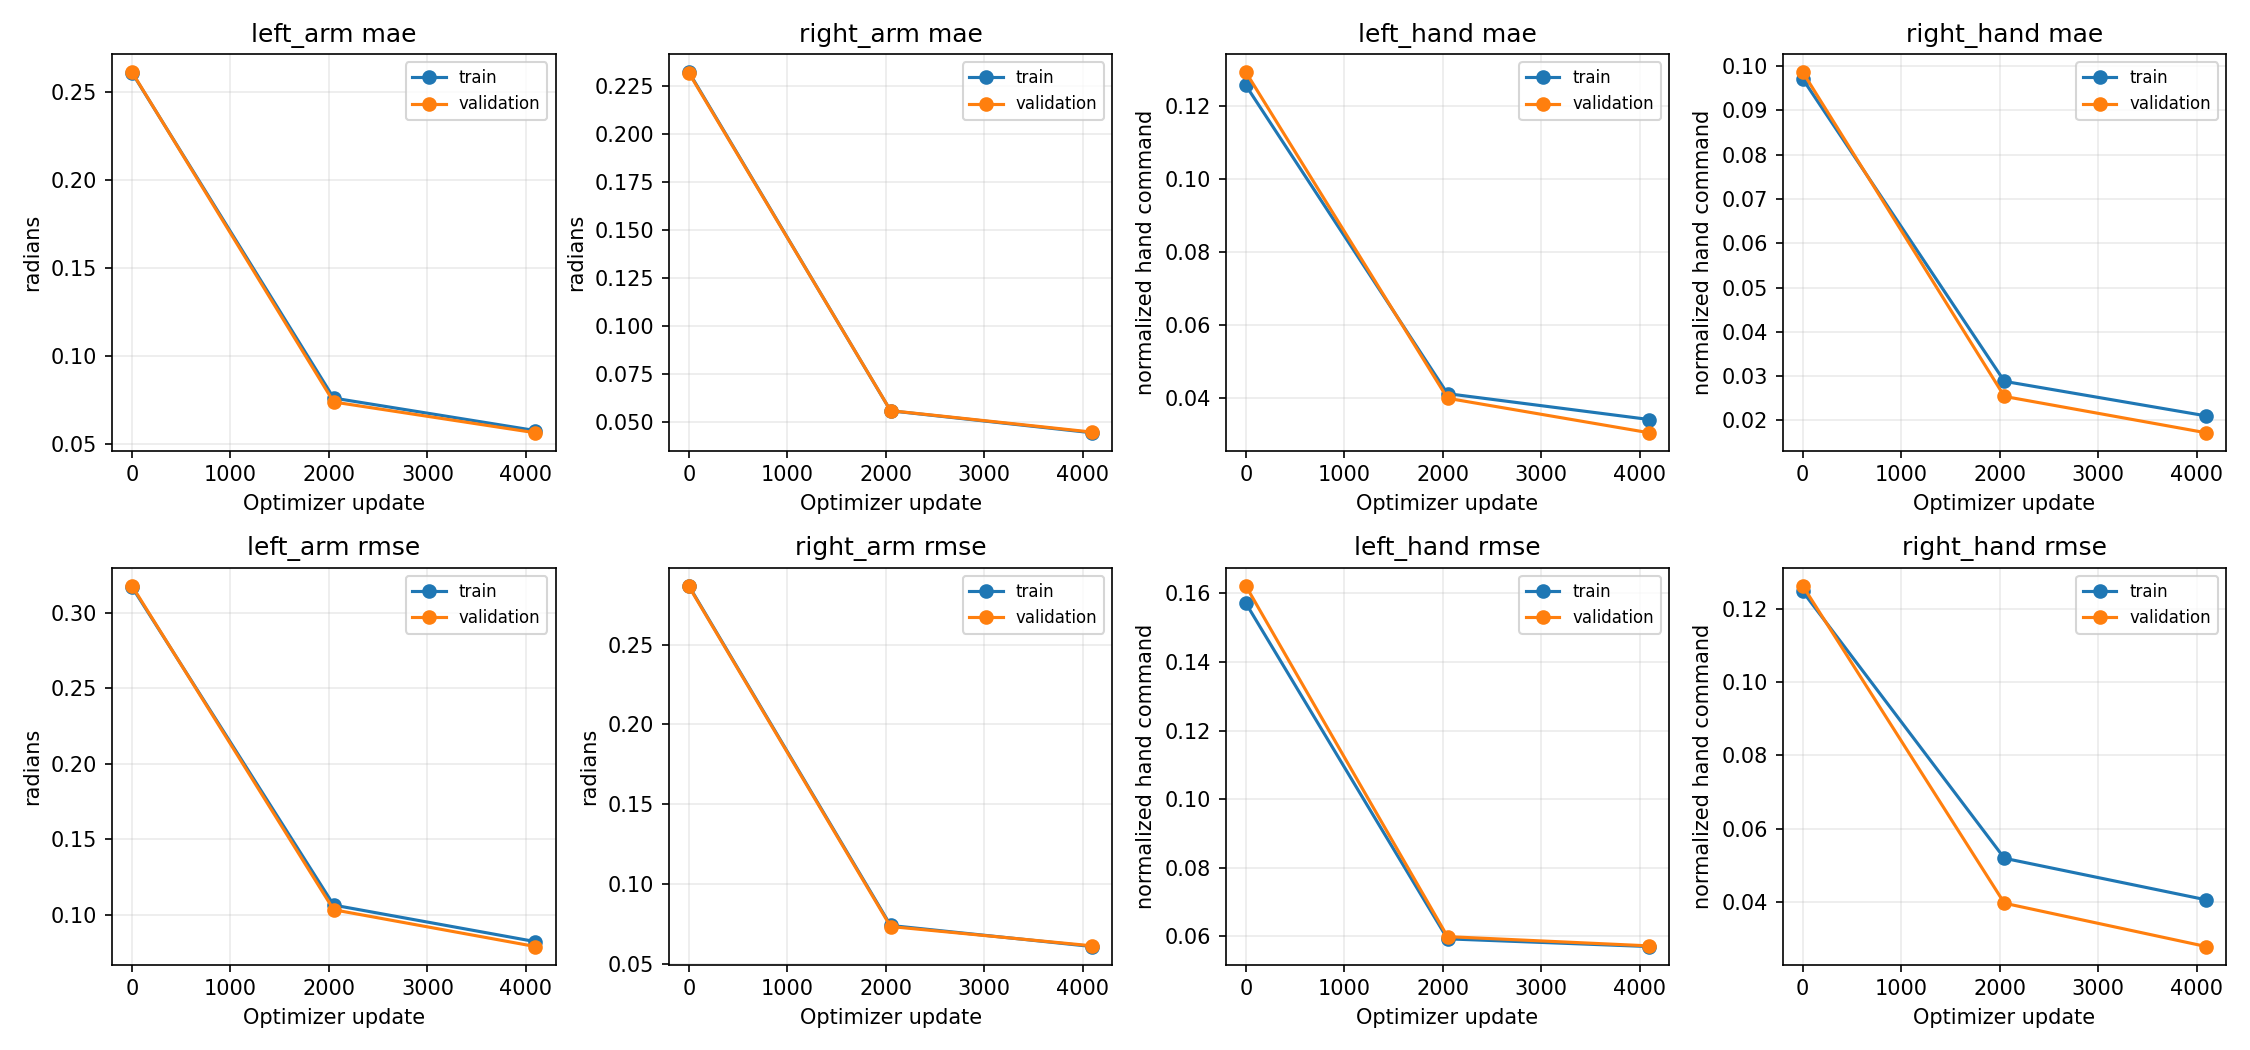 left_arm mae
0.25
0.20
0.15
0.10
0.05
radians
0
1000
2000
3000
4000
Optimizer update
train
validation
right_arm mae
0.225
0.200
0.175
0.150
0.125
0.100
0.075
0.050
radians
0
1000
2000
3000
4000
Optimizer update
train
validation
left_hand mae
0.12
0.10
0.08
0.06
0.04
normalized hand command
0
1000
2000
3000
4000
Optimizer update
train
validation
right_hand mae
0.10
0.09
0.08
0.07
0.06
0.05
0.04
0.03
0.02
normalized hand command
0
1000
2000
3000
4000
Optimizer update
train
validation
left_arm rmse
0.30
0.25
0.20
0.15
0.10
radians
0
1000
2000
3000
4000
Optimizer update
train
validation
right_arm rmse
0.25
0.20
0.15
0.10
0.05
radians
0
1000
2000
3000
4000
Optimizer update
train
validation
left_hand rmse
0.16
0.14
0.12
0.10
0.08
0.06
normalized hand command
0
1000
2000
3000
4000
Optimizer update
train
validation
right_hand rmse
0.12
0.10
0.08
0.06
0.04
normalized hand command
0
1000
2000
3000
4000
Optimizer update
train
validation